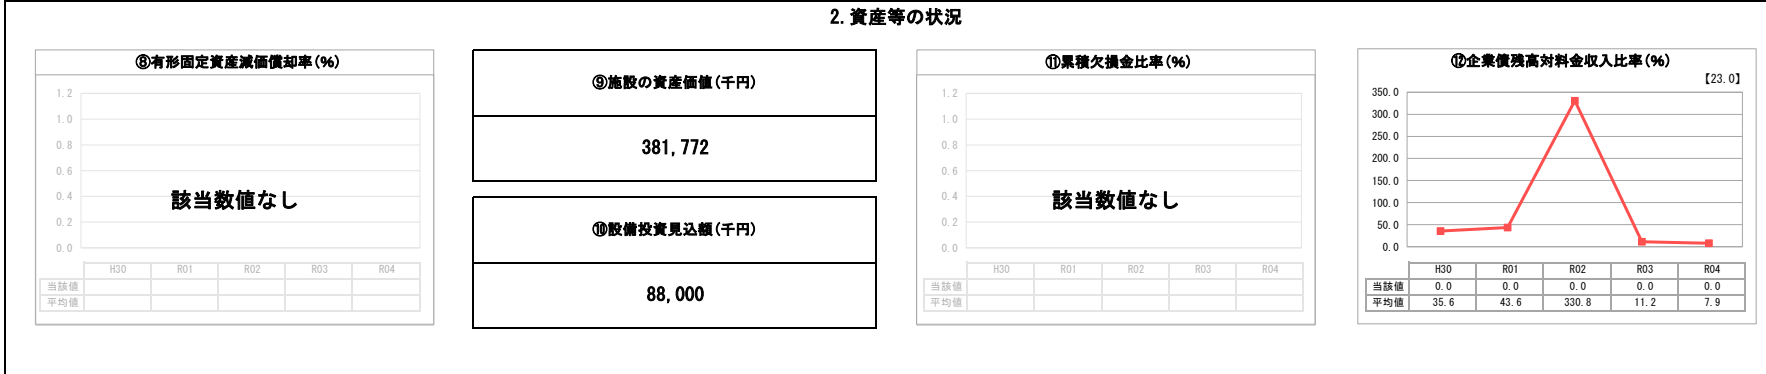 2. 資産等の状況
⑧有形固定資産減価償却率(%)
1.2
1.0
0.8
0.6
0.4
0.2
0.0
該当数値なし
H30 R01 R02 R03 R04
当該値
平均値
⑨施設の資産価値(千円)
381,772
⑩設備投資見込額(千円)
88,000
⑪累積欠損金比率(%)
1.2
1.0
0.8
0.6
0.4
0.2
0.0
該当数値なし
H30 R01 R02 R03 R04
当該値
平均値
⑫企業債残高対料金収入比率(%)
【23.0】
350.0
300.0
250.0
200.0
150.0
100.0
50.0
0.0
H30 R01 R02 R03 R04
当該値 0.0 0.0 0.0 0.0 0.0
平均値 35.6 43.6 330.8 11.2 7.9